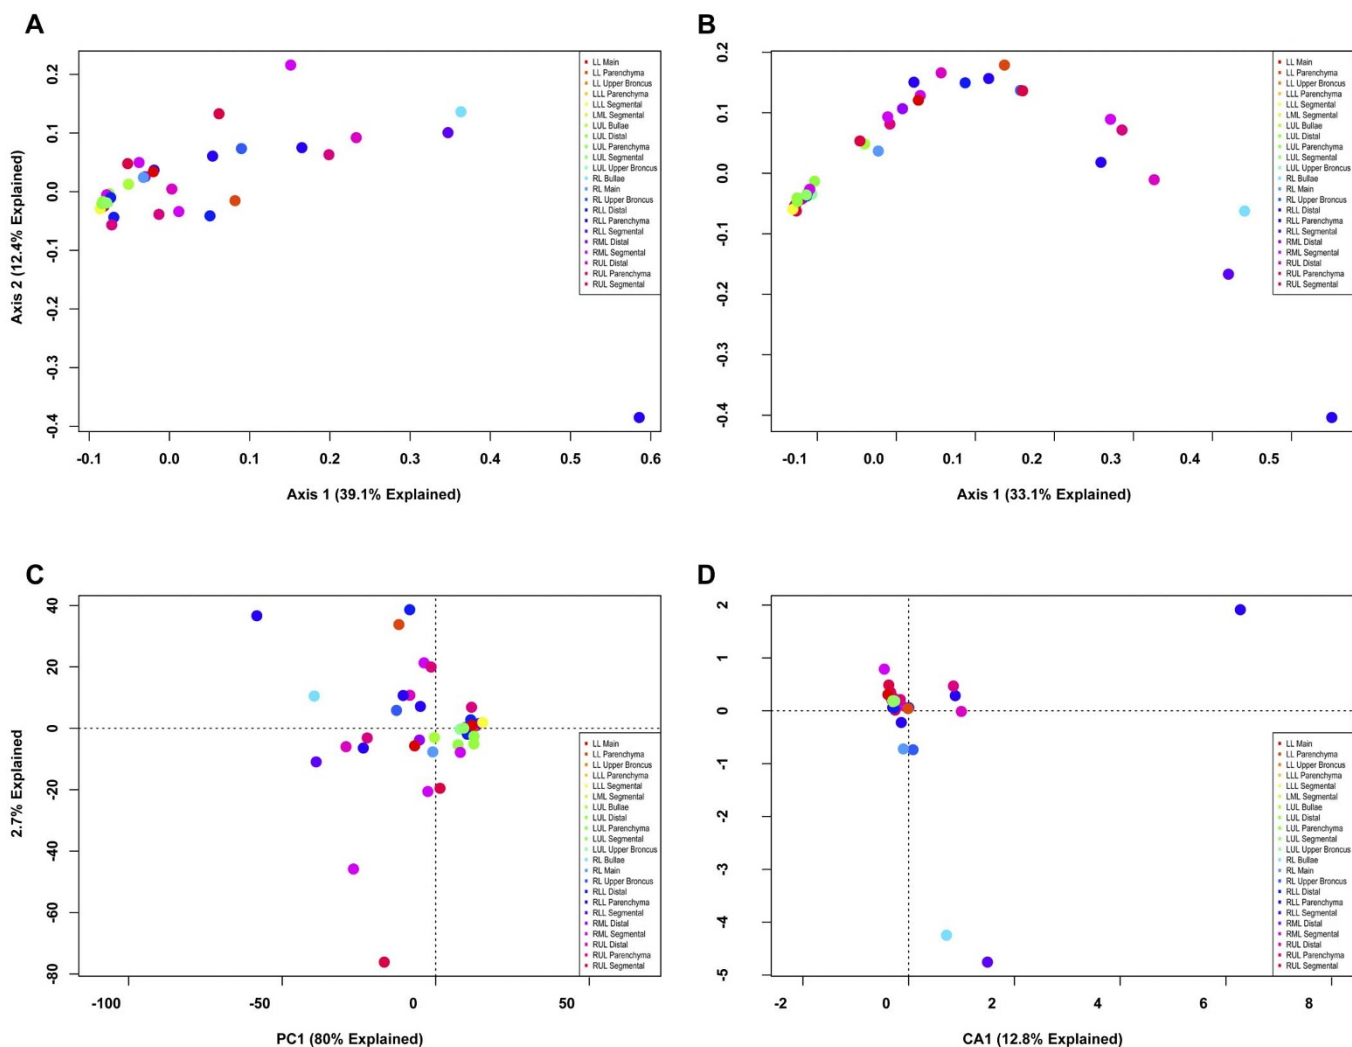 A
0.2
0.1
0.0
-0.1
-0.2
-0.3
-0.4
Axis 2 (12.4% Explained)
-0.1 0.0 0.1 0.2 0.3 0.4 0.5 0.6
Axis 1 (39.1% Explained)
LL Main
LL Parenchyma
LL Upper Broncus
LLL Parenchyma
LLL Segmental
LML Segmental
LUL Bullae
LUL Distal
LUL Parenchyma
LUL Segmental
LUL Upper Broncus
RL Bullae
RL Main
RL Upper Broncus
RLL Distal
RLL Parenchyma
RLL Segmental
RML Distal
RML Segmental
RUL Distal
RUL Parenchyma
RUL Segmental
B
0.2
0.1
0.0
-0.1
-0.2
-0.3
-0.4
-0.1 0.0 0.1 0.2 0.3 0.4 0.5
Axis 1 (33.1% Explained)
LL Main
LL Parenchyma
LL Upper Broncus
LLL Parenchyma
LLL Segmental
LML Segmental
LUL Bullae
LUL Distal
LUL Parenchyma
LUL Segmental
LUL Upper Broncus
RL Bullae
RL Main
RL Upper Broncus
RLL Distal
RLL Parenchyma
RLL Segmental
RML Distal
RML Segmental
RUL Distal
RUL Parenchyma
RUL Segmental
C
40
20
0
-20
-40
-60
-80
2.7% Explained
-100 -50 0 50
PC1 (80% Explained)
LL Main
LL Parenchyma
LL Upper Broncus
LLL Parenchyma
LLL Segmental
LML Segmental
LUL Bullae
LUL Distal
LUL Parenchyma
LUL Segmental
LUL Upper Broncus
RL Bullae
RL Main
RL Upper Broncus
RLL Distal
RLL Parenchyma
RLL Segmental
RML Distal
RML Segmental
RUL Distal
RUL Parenchyma
RUL Segmental
D
2
1
0
-1
-2
-3
-4
-5
-2 0 2 4 6 8
CA1 (12.8% Explained)
LL Main
LL Parenchyma
LL Upper Broncus
LLL Parenchyma
LLL Segmental
LML Segmental
LUL Bullae
LUL Distal
LUL Parenchyma
LUL Segmental
LUL Upper Broncus
RL Bullae
RL Main
RL Upper Broncus
RLL Distal
RLL Parenchyma
RLL Segmental
RML Distal
RML Segmental
RUL Distal
RUL Parenchyma
RUL Segmental